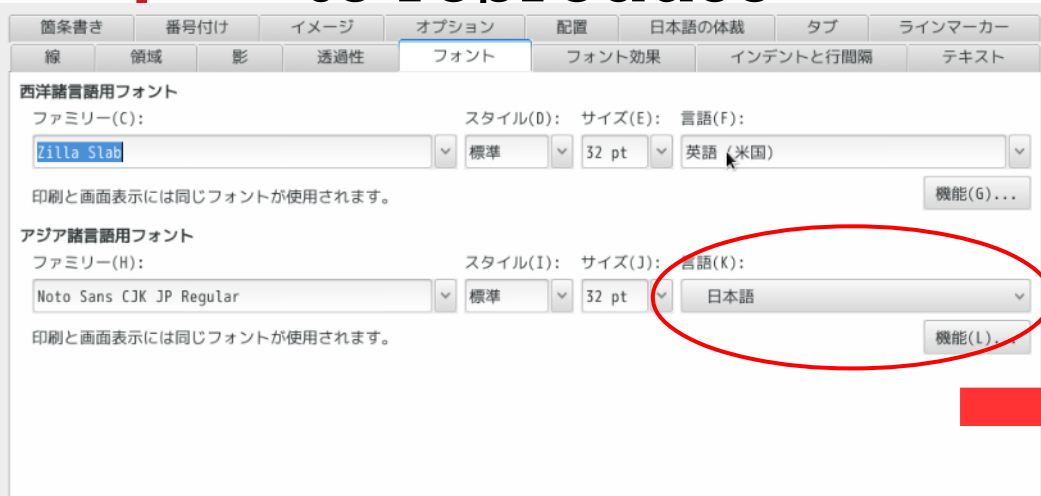 to reproduce
箇条書き 番号付け イメージ オプション 配置 日本語の体裁 タブ ラインマーカー
線 領域 影 透過性 フォント フォント効果 インデントと行間隔 テキスト
西洋諸言語用フォント
ファミリー(C): スタイル(D): サイズ(E): 言語(F):
Zilla Slab 標準 32 pt 英語 (米国)
印刷と画面表示には同じフォントが使用されます。 機能(G)...
アジア諸言語用フォント
ファミリー(H): スタイル(I): サイズ(J): 言語(K):
Noto Sans CJK JP Regular 標準 32 pt 日本語
印刷と画面表示には同じフォントが使用されます。 機能(L)...